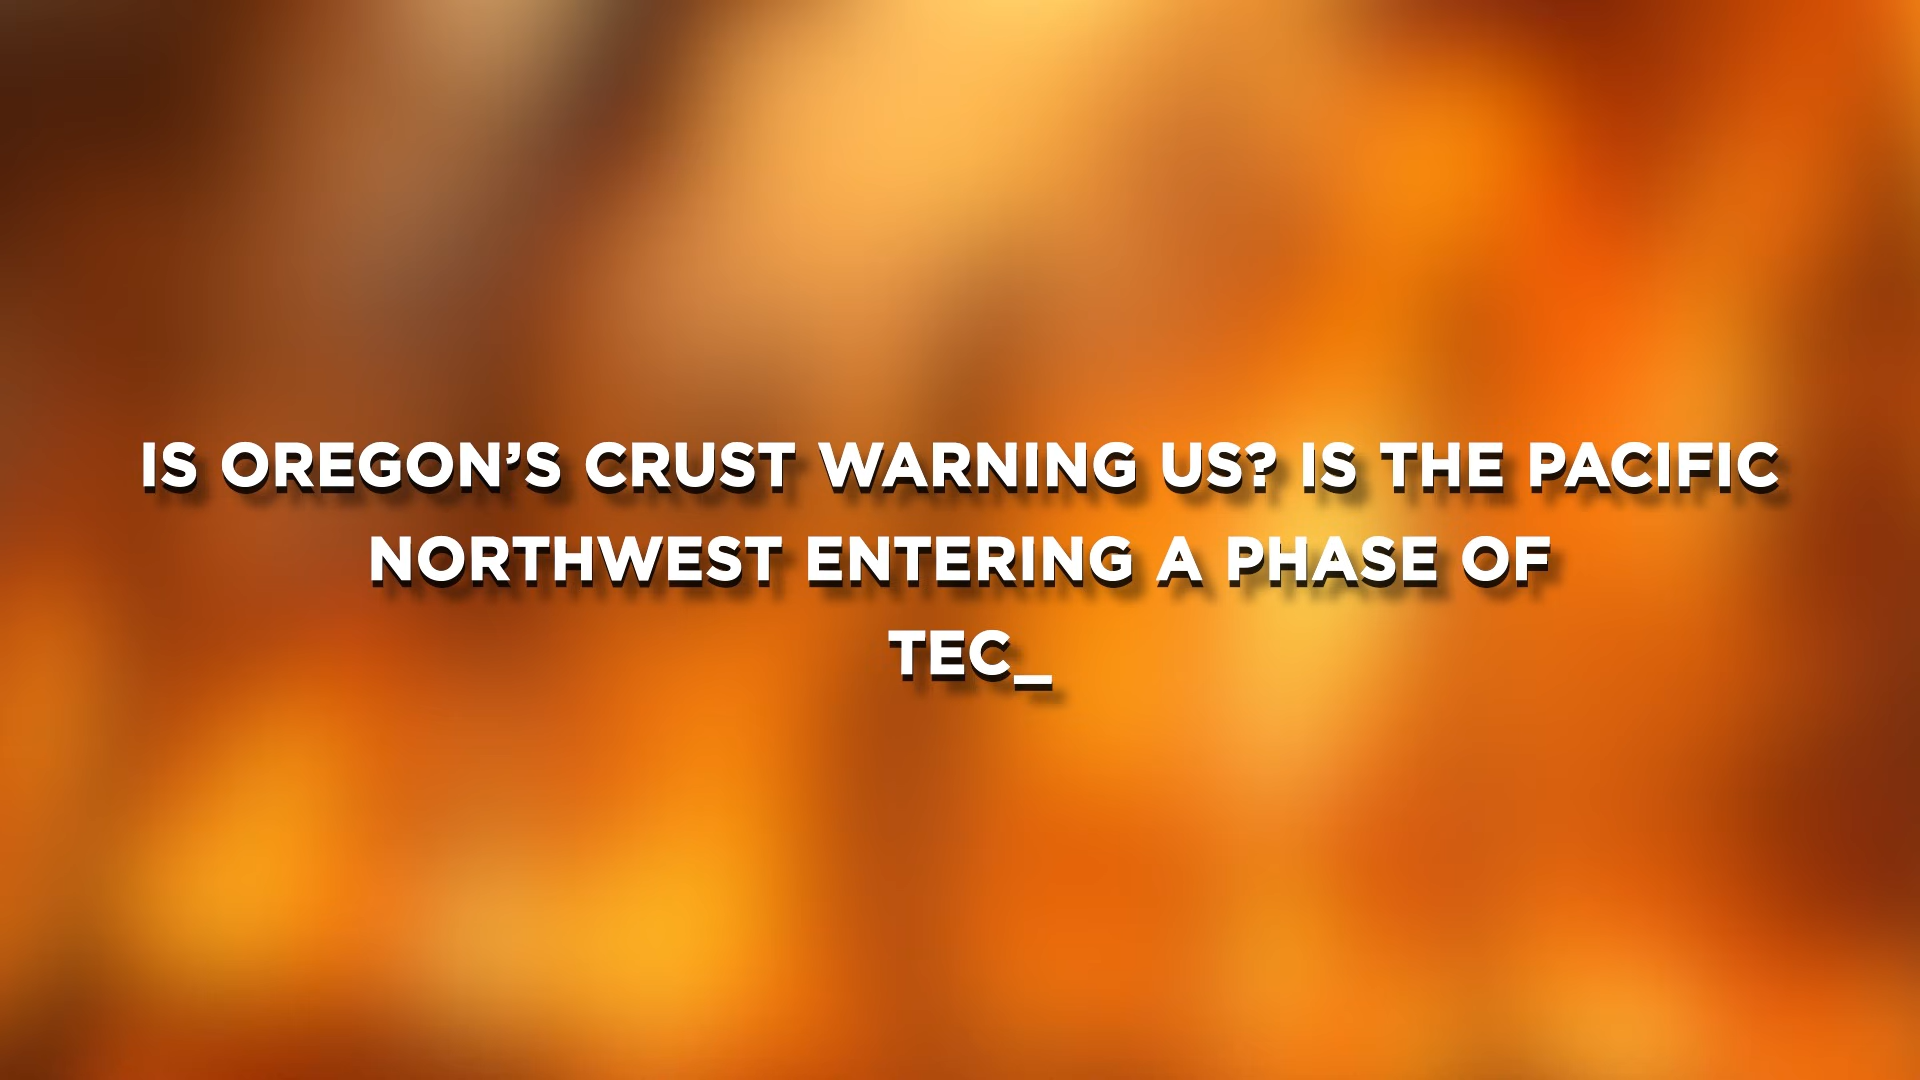 IS OREGON’S CRUST WARNING US? IS THE PACIFIC
NORTHWEST ENTERING A PHASE OF
TEC_